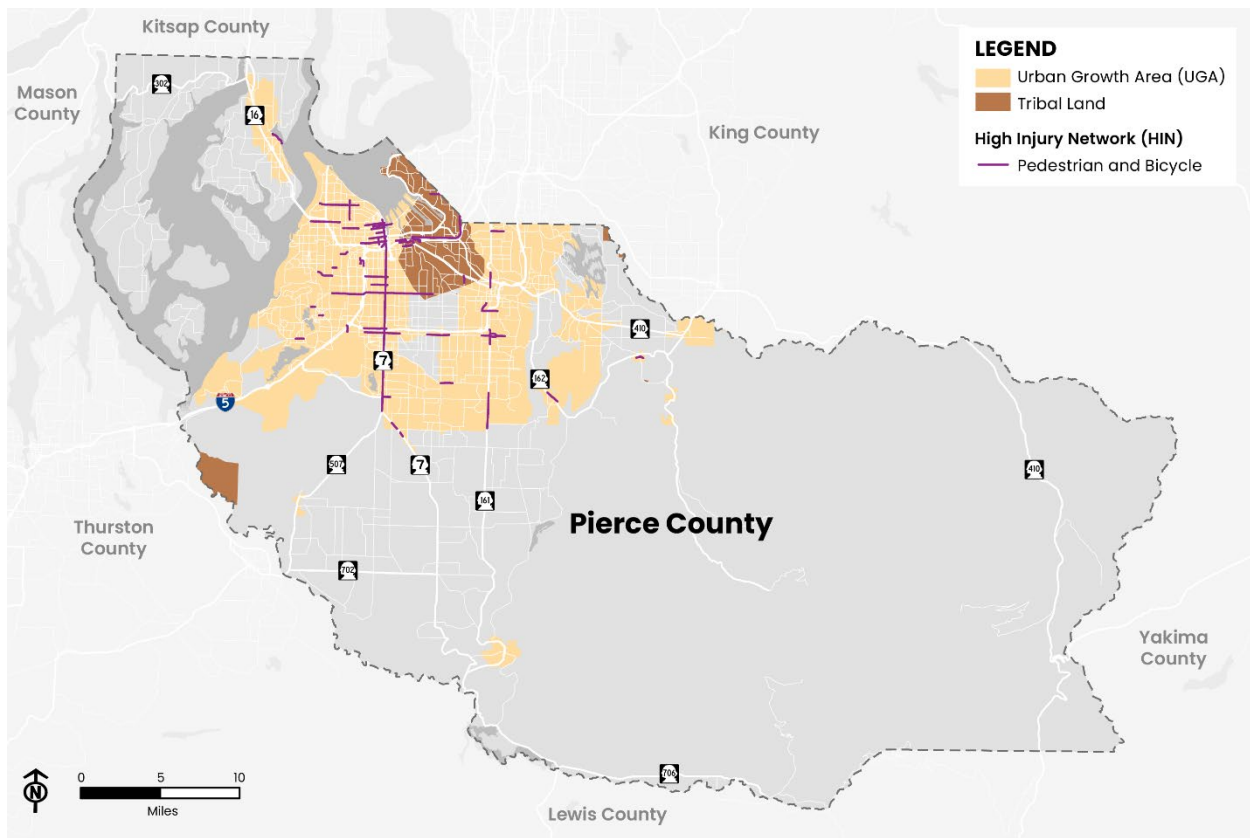 Kitsap County
Mason
County
King County
302
16
LEGEND
Urban Growth Area (UGA)
Tribal Land
High Injury Network (HIN)
Pedestrian and Bicycle
410
7
162
5
507
7
161
410
Pierce County
Thurston
County
702
Yakima
County
706
Lewis County
N
0 5 10
Miles